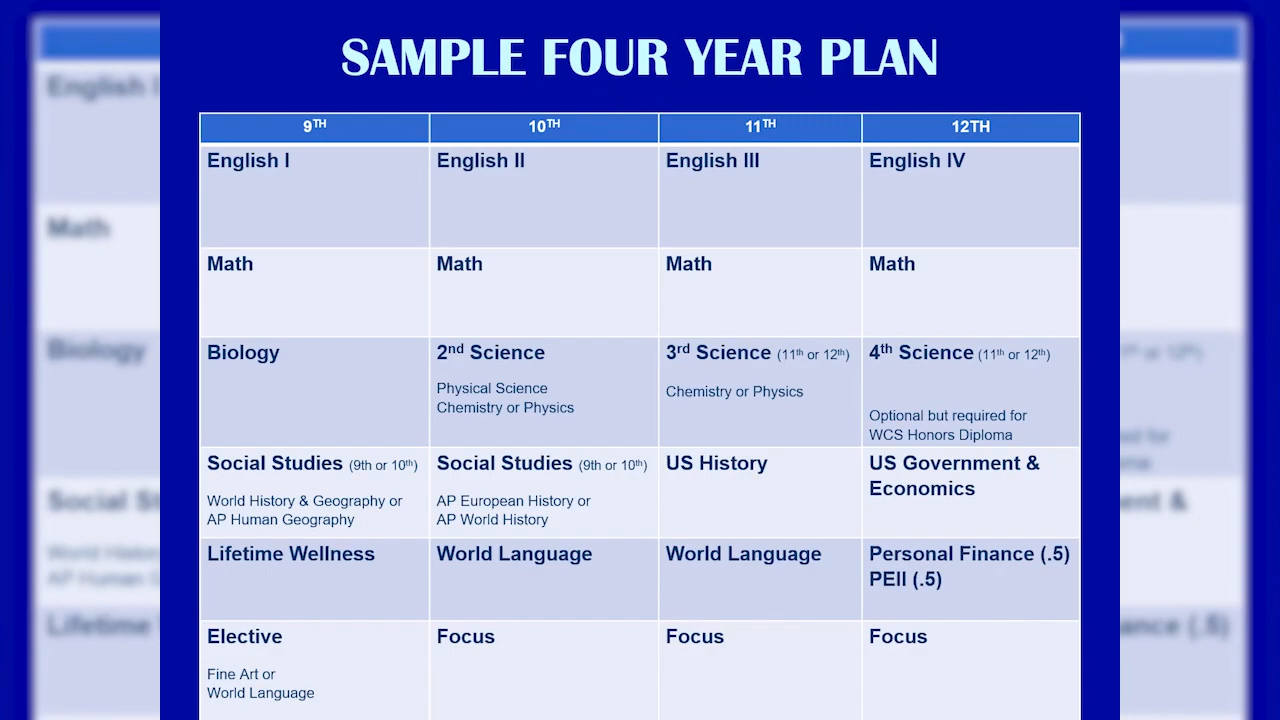 SAMPLE FOUR YEAR PLAN
9TH 10TH 11TH 12TH
English I English II English III English IV
Math Math Math Math
Biology 2nd Science 3rd Science (11th or 12th) 4th Science (11th or 12th)
Physical Science
Chemistry or Physics
Chemistry or Physics
Optional but required for
WCS Honors Diploma
Social Studies (9th or 10th) Social Studies (9th or 10th) US History US Government &
Economics
World History & Geography or
AP Human Geography
AP European History or
AP World History
Lifetime Wellness World Language World Language Personal Finance (.5)
PEII (.5)
Elective Focus Focus Focus
Fine Art or
World Language